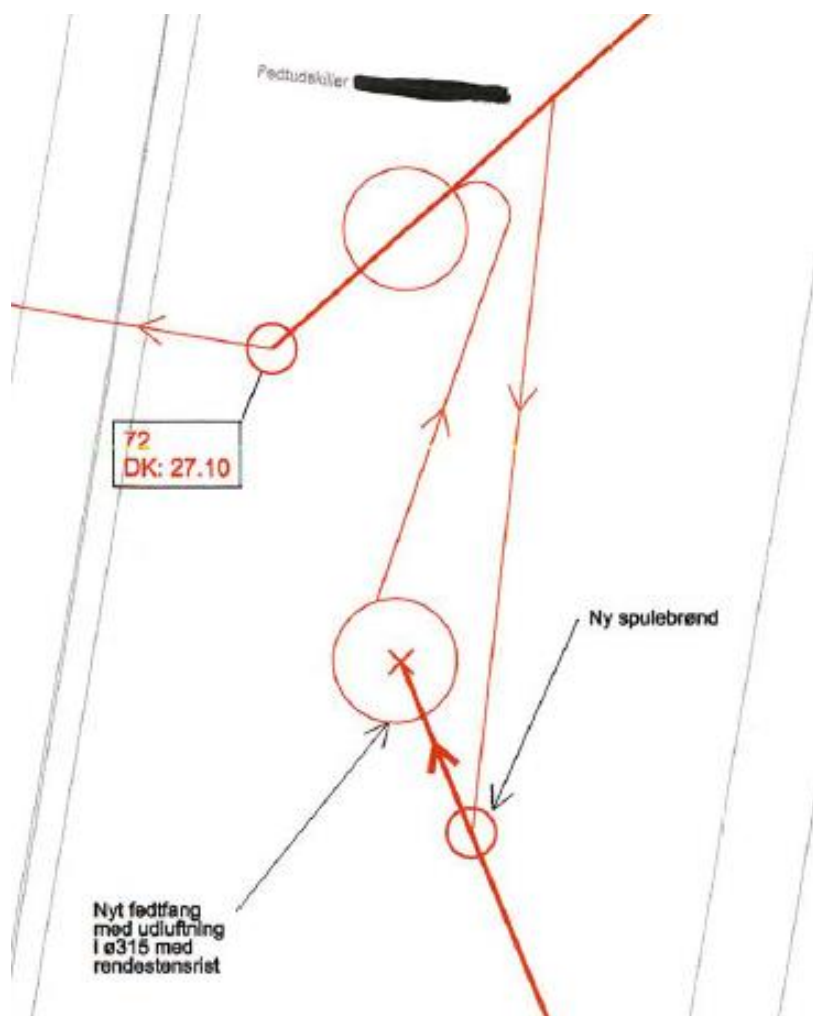 Fedtudskiller
72
DK: 27.10
Ny spulebrønd
Nyt fedtfang
med udluftning
i ø315 med
rendestensrist